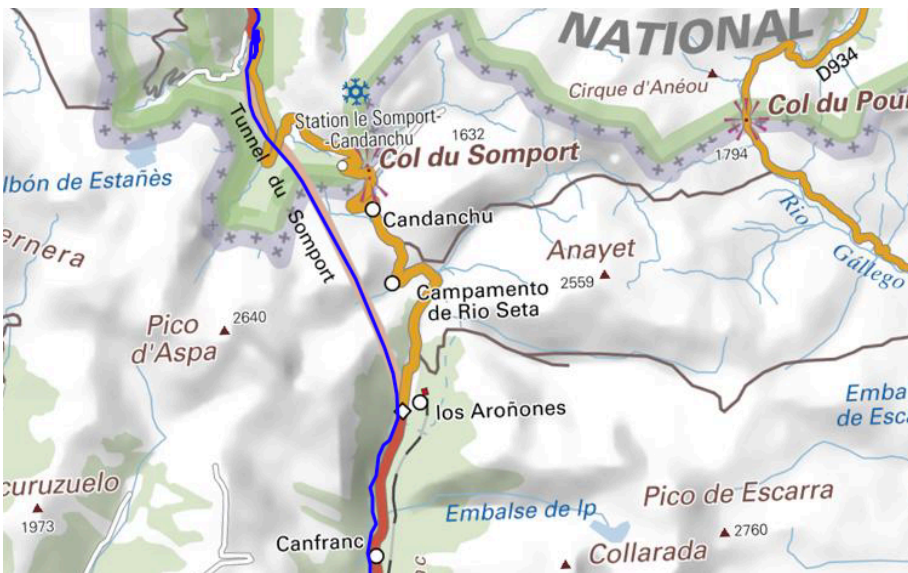 NATIONAL
D934
Cirque d'Anéou
Col du Pour
1794
Station le Somport-
-Candanchu
1632
Col du Somport
Tunnel du Somport
lbón de Estañès
Candanchu
Rio Gállego
ernera
Anayet
2559
Campamento
de Rio Seta
Pico
d'Aspa
2640
los Aroñones
Emba
de Esca
curuzuelo
1973
Embalse de Ip
Pico de Escarra
2760
Canfranc
Collarada